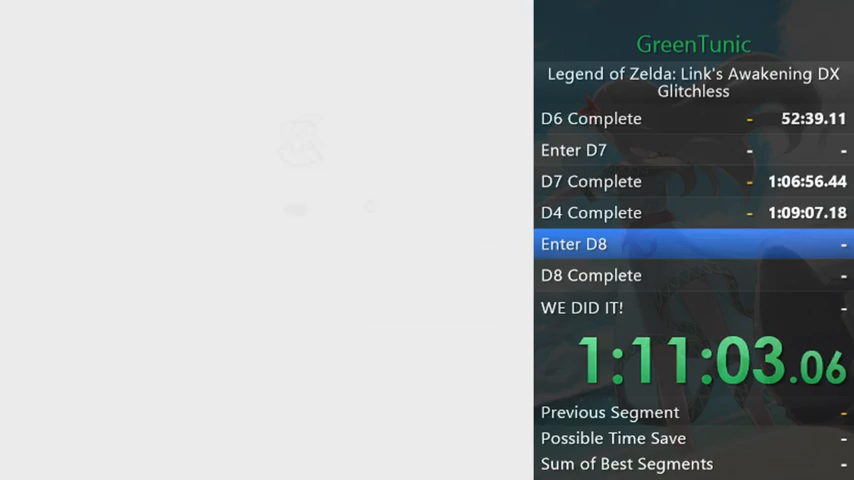 GreenTunic
Legend of Zelda: Link's Awakening DX
Glitchless
D6 Complete - 52:39.11
Enter D7 - -
D7 Complete - 1:06:56.44
D4 Complete - 1:09:07.18
Enter D8 -
D8 Complete -
WE DID IT! -
1:11:03.06
Previous Segment -
Possible Time Save -
Sum of Best Segments -